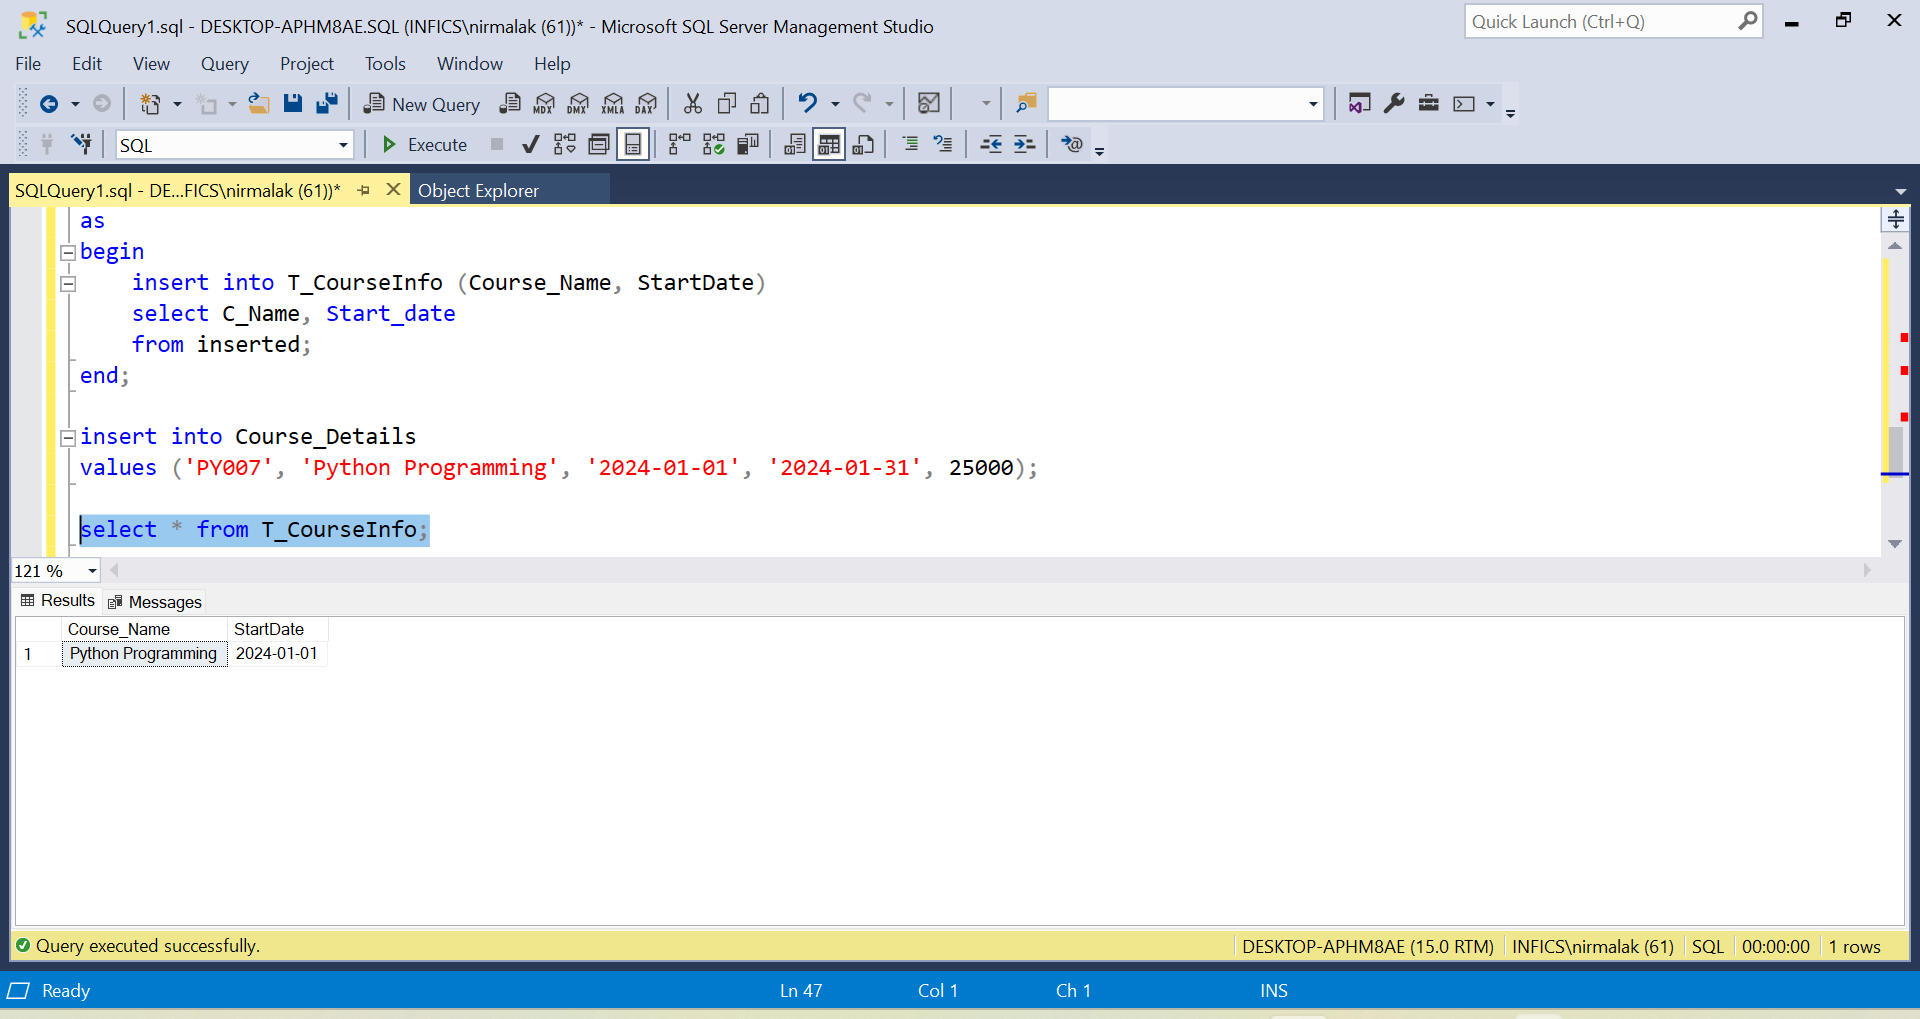 SQLQuery1.sql - DESKTOP-APHM8AE.SQL (INFICS\nirmalak (61))* - Microsoft SQL Server Management Studio
Quick Launch (Ctrl+Q)
File Edit View Query Project Tools Window Help
New Query MDX DMX XMLA DAX
SQL Execute
SQLQuery1.sql - DE...FICS\nirmalak (61))* Object Explorer
as
begin
insert into T_CourseInfo (Course_Name, StartDate)
select C_Name, Start_date
from inserted;
end;
insert into Course_Details
values ('PY007', 'Python Programming', '2024-01-01', '2024-01-31', 25000);
select * from T_CourseInfo;
121 %
Results Messages
Course_Name StartDate
1 Python Programming 2024-01-01
Query executed successfully. DESKTOP-APHM8AE (15.0 RTM) INFICS\nirmalak (61) SQL 00:00:00 1 rows
Ready Ln 47 Col 1 Ch 1 INS